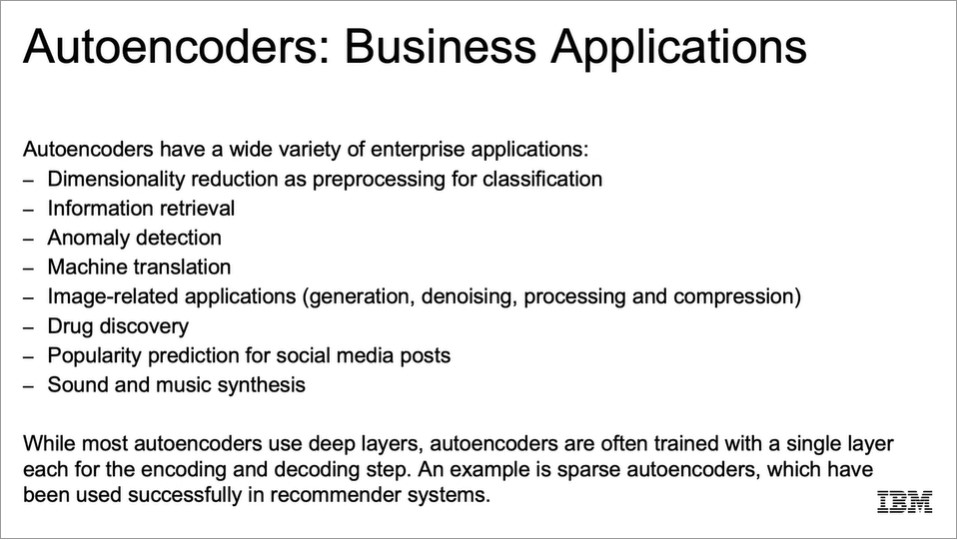 Autoencoders: Business Applications
Autoencoders have a wide variety of enterprise applications:
– Dimensionality reduction as preprocessing for classification
– Information retrieval
– Anomaly detection
– Machine translation
– Image-related applications (generation, denoising, processing and compression)
– Drug discovery
– Popularity prediction for social media posts
– Sound and music synthesis
While most autoencoders use deep layers, autoencoders are often trained with a single layer
each for the encoding and decoding step. An example is sparse autoencoders, which have
been used successfully in recommender systems.
IBM